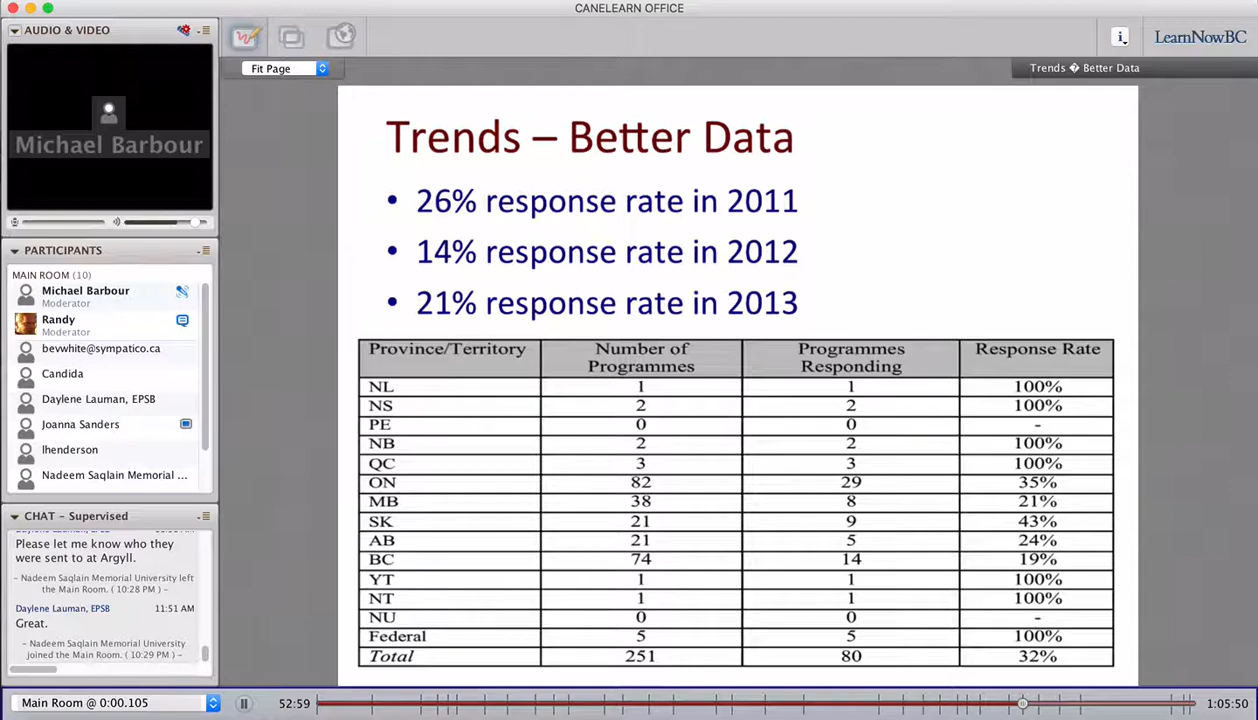 CANELEARN OFFICE
AUDIO & VIDEO
Michael Barbour
PARTICIPANTS
MAIN ROOM (10)
Michael Barbour
Moderator
Randy
Moderator
bevwhite@sympatico.ca
Candida
Daylene Lauman, EPSB
Joanna Sanders
lhenderson
Nadeem Saqlain Memorial ...
CHAT - Supervised
Please let me know who they
were sent to at Argyll.
- Nadeem Saqlain Memorial University left
the Main Room. ( 10:28 PM ) -
Daylene Lauman, EPSB 11:51 AM
Great.
- Nadeem Saqlain Memorial University
joined the Main Room. ( 10:29 PM ) -
Fit Page
i
LearnNowBC
Trends � Better Data
Trends – Better Data
• 26% response rate in 2011
• 14% response rate in 2012
• 21% response rate in 2013
Province/Territory Number of Programmes Programmes Responding Response Rate
NL 1 1 100%
NS 2 2 100%
PE 0 0 -
NB 2 2 100%
QC 3 3 100%
ON 82 29 35%
MB 38 8 21%
SK 21 9 43%
AB 21 5 24%
BC 74 14 19%
YT 1 1 100%
NT 1 1 100%
NU 0 0 -
Federal 5 5 100%
Total 251 80 32%
Main Room @ 0:00.105
52:59
1:05:50